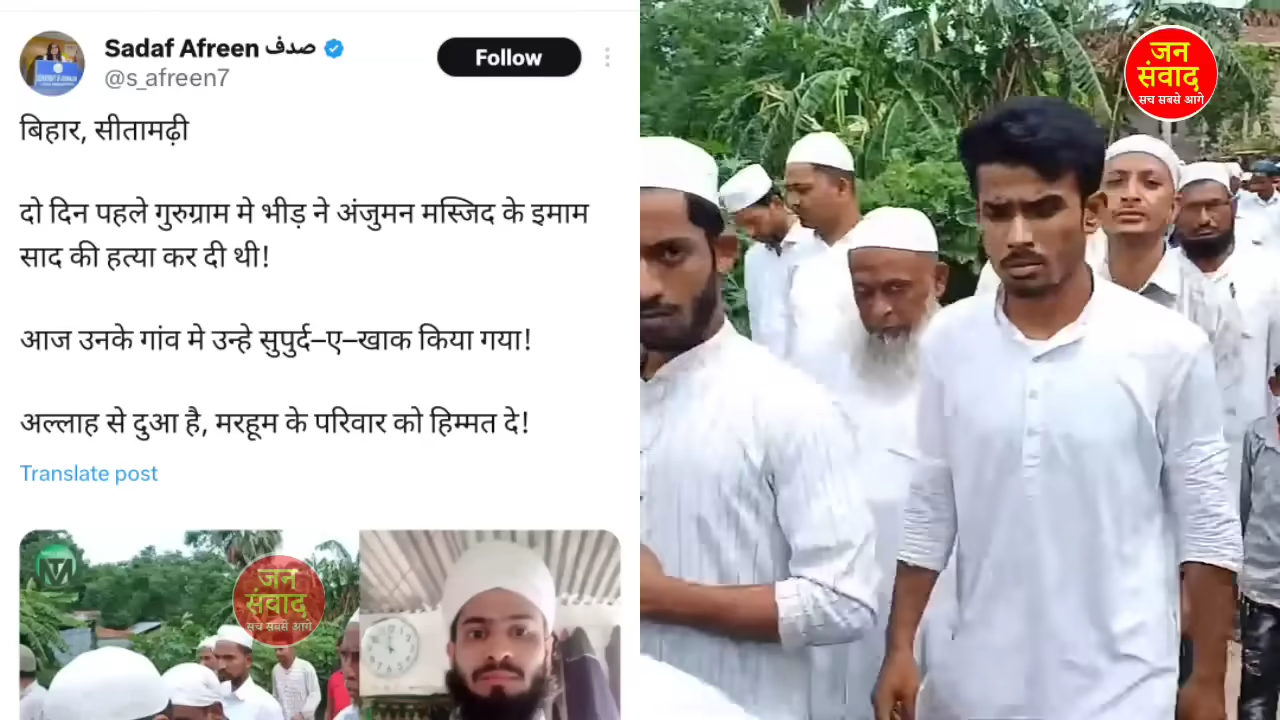 Sadaf Afreen صدف
Follow
@s_afreen7
बिहार, सीतामढ़ी
दो दिन पहले गुरुग्राम मे भीड़ ने अंजुमन मस्जिद के इमाम
साद की हत्या कर दी थी!
आज उनके गांव मे उन्हे सुपुर्द–ए–खाक किया गया!
अल्लाह से दुआ है, मरहूम के परिवार को हिम्मत दे!
Translate post
जन
संवाद
सच सबसे आगे
जन
संवाद
सच सबसे आगे